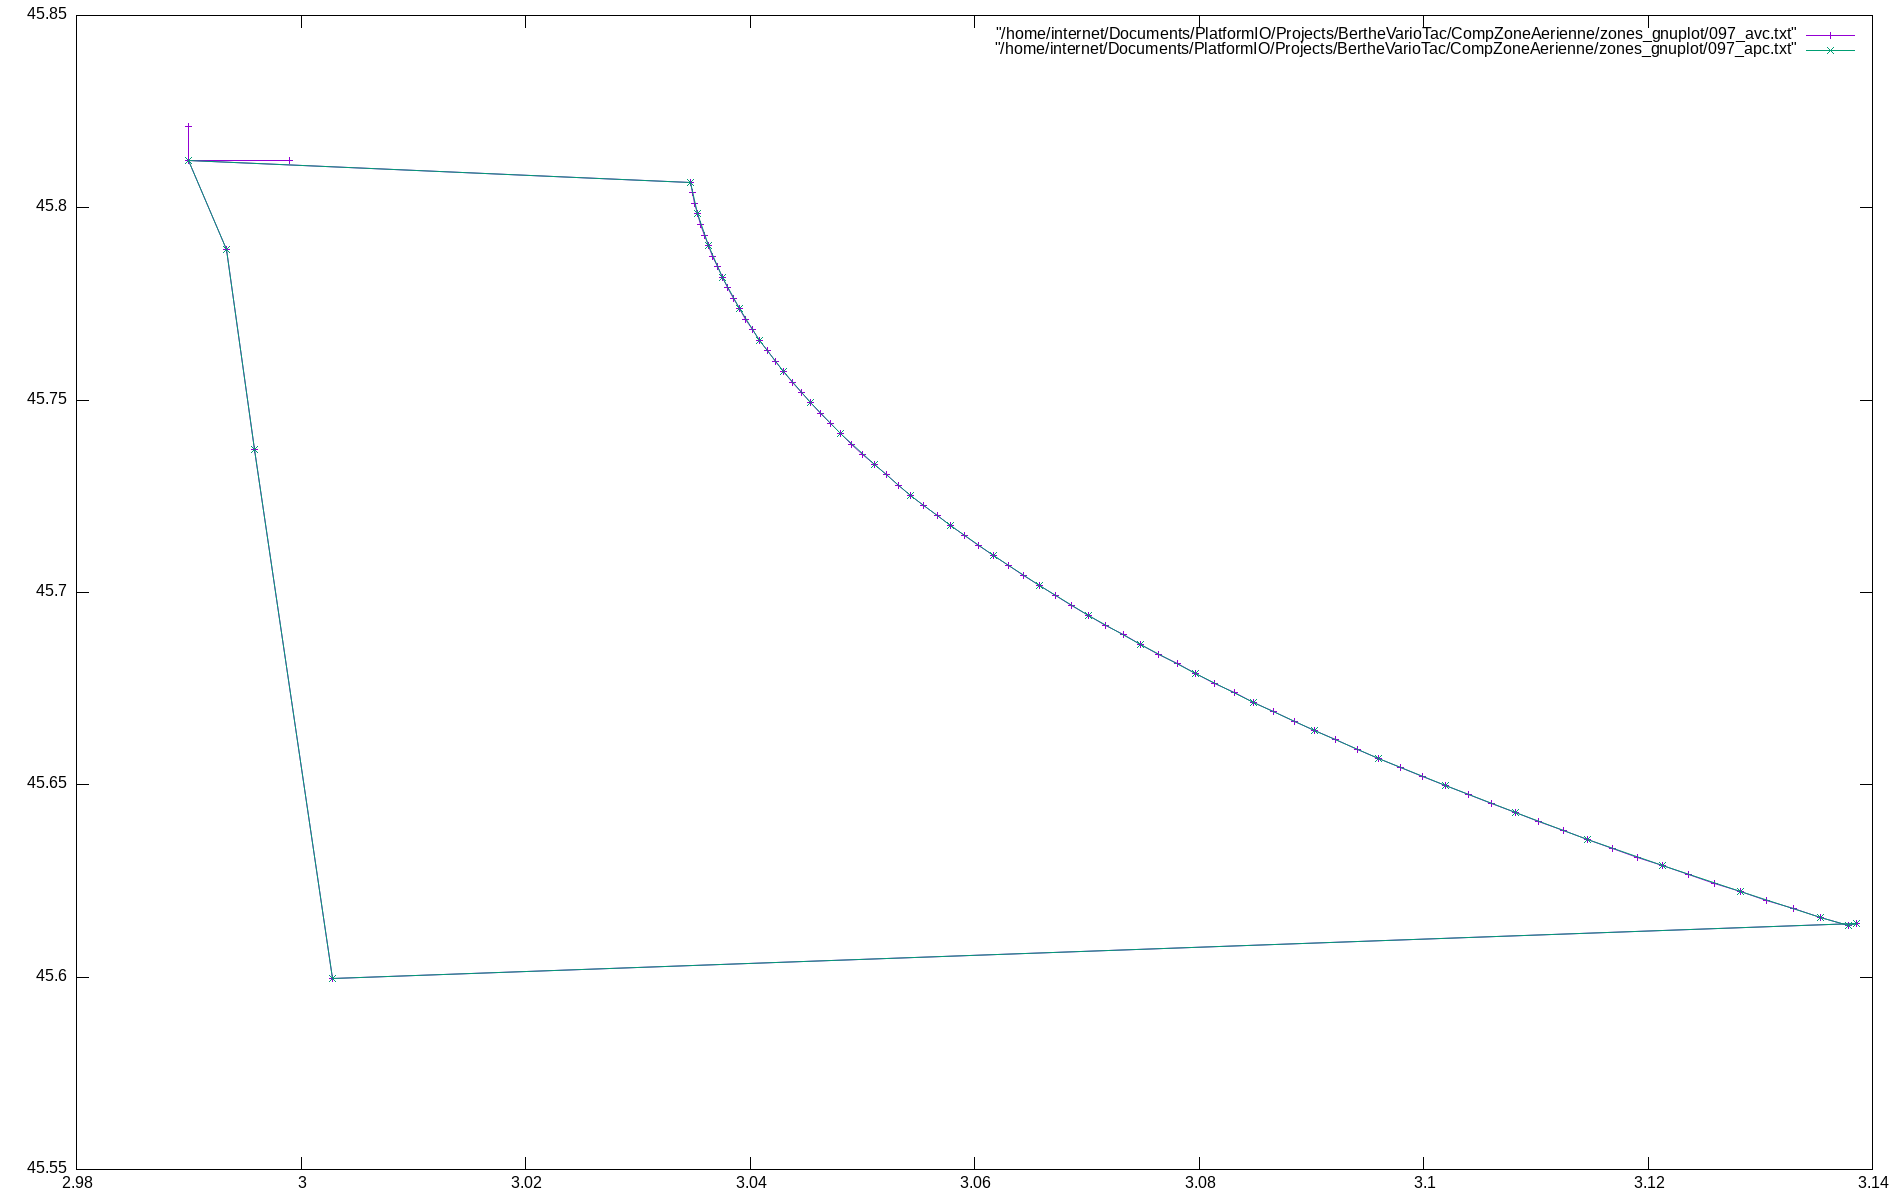 45.85
"/home/internet/Documents/PlatformIO/Projects/BertheVarioTac/CompZoneAerienne/zones_gnuplot/097_avc.txt"
"/home/internet/Documents/PlatformIO/Projects/BertheVarioTac/CompZoneAerienne/zones_gnuplot/097_apc.txt"
45.8
45.75
45.7
45.65
45.6
45.55
2.98 3 3.02 3.04 3.06 3.08 3.1 3.12 3.14